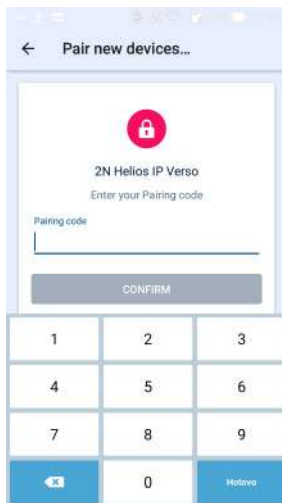 Pair new devices...
2N Helios IP Verso
Enter your Pairing code
Pairing code
CONFIRM
1 2 3
4 5 6
7 8 9
0 Hotovo